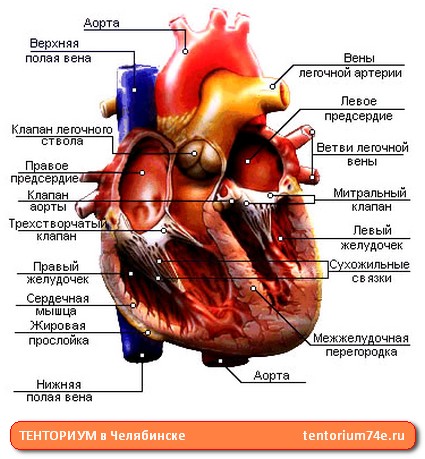 Аорта
Верхняя
полая вена
Вены
легочной артерии
Левое
предсердие
Клапан легочного
ствола
Ветви легочной
вены
Правое
предсердие
Митральный
клапан
Клапан
аорты
Трехстворчатый
клапан
Левый
желудочек
Правый
желудочек
Сухожильные
связки
Сердечная
мышца
Жировая
прослойка
Межжелудочная
перегородка
Нижняя
полая вена
Аорта
ТЕНТОРИУМ в Челябинске tentorium74e.ru